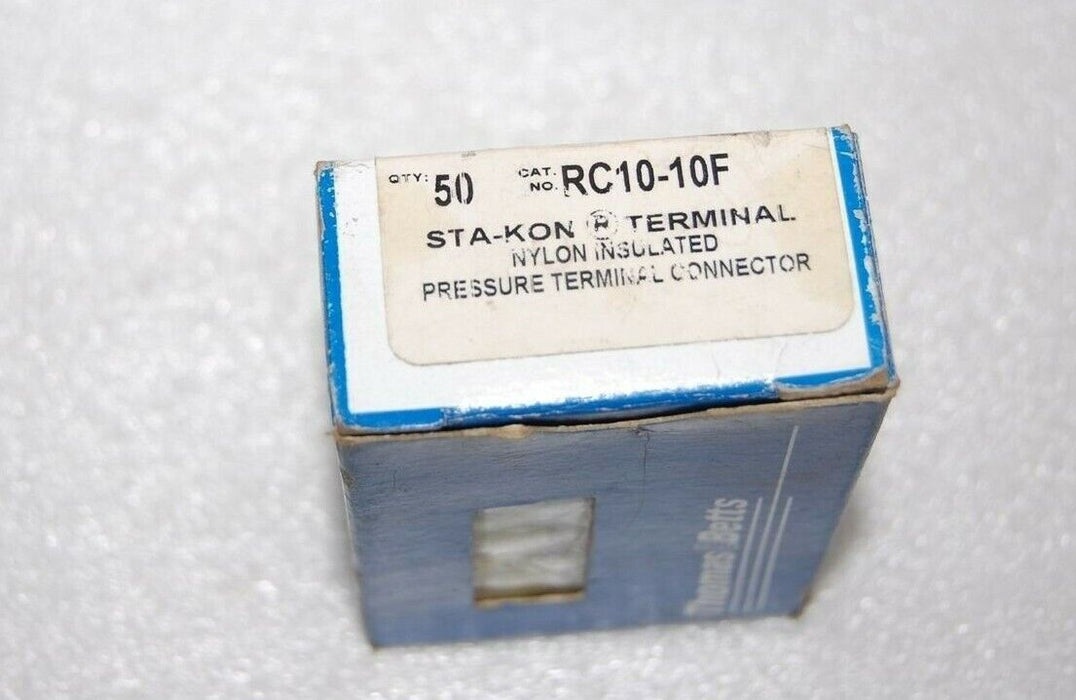 QTY: 50 CAT. NO. RC10-10F
STA-KON ® TERMINAL
NYLON INSULATED
PRESSURE TERMINAL CONNECTOR
Thomas & Betts